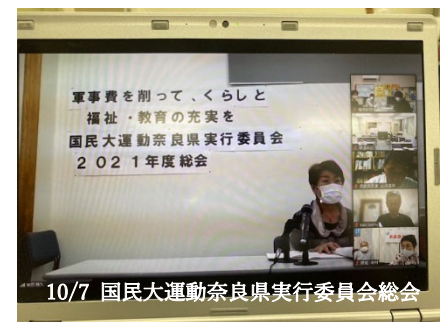 軍事費を削って、くらしと
福祉・教育の充実を
国民大運動奈良県実行委員会
２０２１年度総会
10/7 国民大運動奈良県実行委員会総会